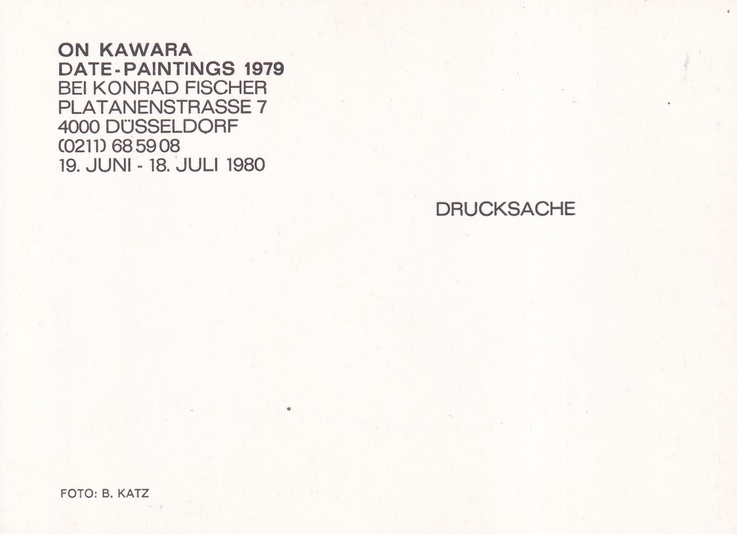 ON KAWARA
DATE-PAINTINGS 1979
BEI KONRAD FISCHER
PLATANENSTRASSE 7
4000 DÜSSELDORF
(0211) 68 59 08
19. JUNI - 18. JULI 1980
DRUCKSACHE
FOTO: B. KATZ